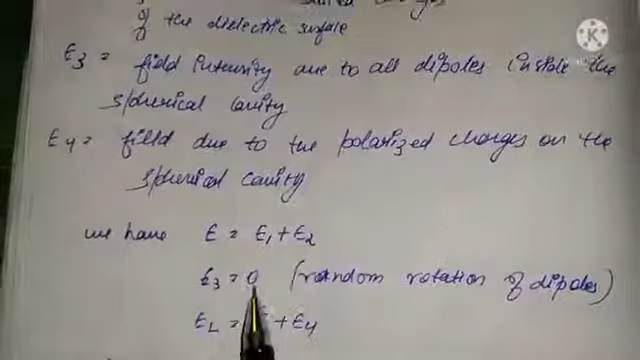 of the dielectric surface
E3 = field intensity due to all dipoles inside the
spherical cavity
E4 = field due to the polarized charges on the
spherical cavity
we have E = E1 + E2
E3 = 0 (random rotation of dipoles)
EL = + E4